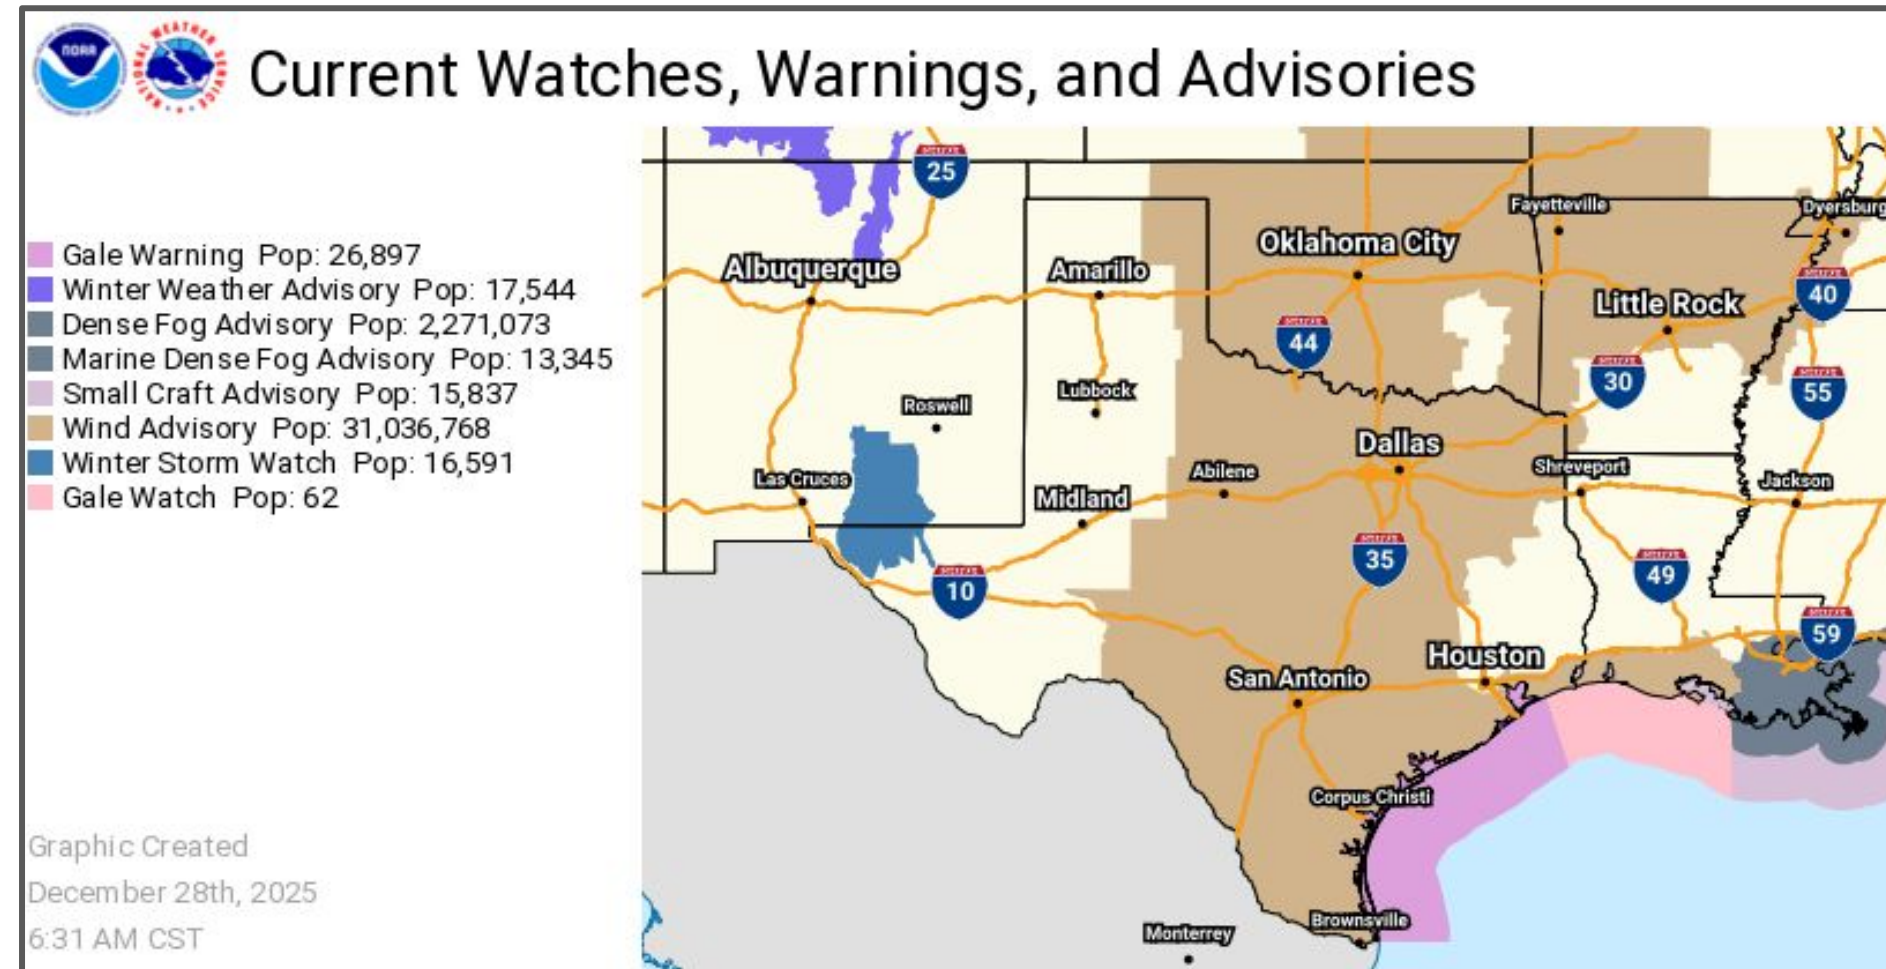 NOAA
NATIONAL WEATHER SERVICE
Current Watches, Warnings, and Advisories
Gale Warning Pop: 26,897
Winter Weather Advisory Pop: 17,544
Dense Fog Advisory Pop: 2,271,073
Marine Dense Fog Advisory Pop: 13,345
Small Craft Advisory Pop: 15,837
Wind Advisory Pop: 31,036,768
Winter Storm Watch Pop: 16,591
Gale Watch Pop: 62
Graphic Created
December 28th, 2025
6:31 AM CST
25
Fayetteville
Dyersburg
Oklahoma City
Albuquerque
Amarillo
40
Little Rock
44
30
55
Lubbock
Roswell
Dallas
Abilene
Shreveport
Las Cruces
Jackson
Midland
35
49
10
59
Houston
San Antonio
Corpus Christi
Brownsville
Monterrey